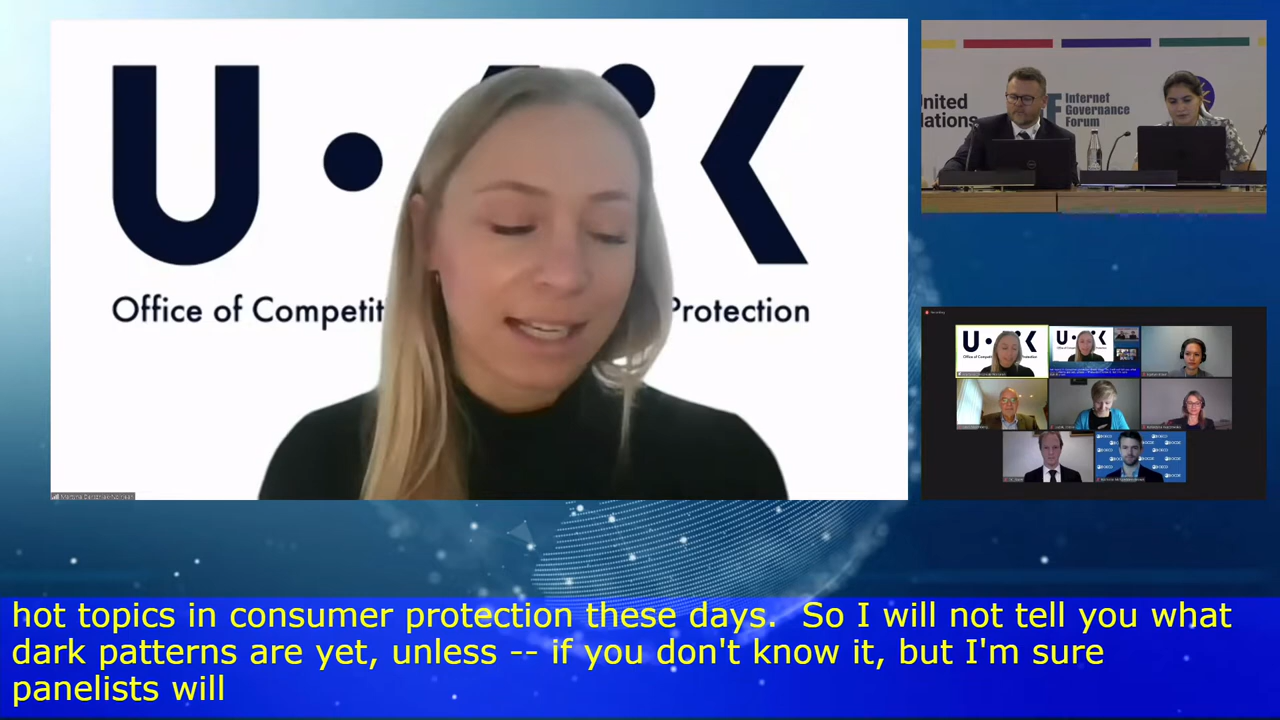 U K
Office of Competit Protection
United
Nations
Internet
Governance
Forum
hot topics in consumer protection these days.  So I will not tell you what
dark patterns are yet, unless -- if you don't know it, but I'm sure
panelists will